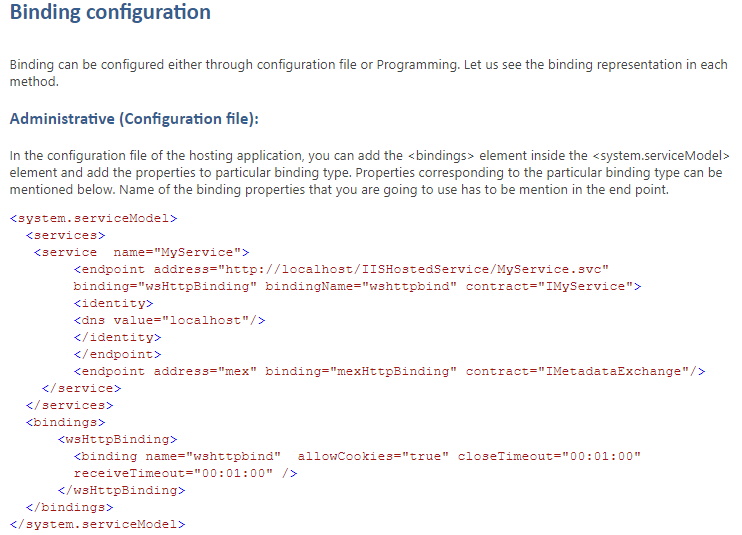 Binding configuration
Binding can be configured either through configuration file or Programming. Let us see the binding representation in each
method.
Administrative (Configuration file):
In the configuration file of the hosting application, you can add the <bindings> element inside the <system.serviceModel>
element and add the properties to particular binding type. Properties corresponding to the particular binding type can be
mentioned below. Name of the binding properties that you are going to use has to be mention in the end point.
<system.serviceModel>
  <services>
   <service  name="MyService">
        <endpoint address="http://localhost/IISHostedService/MyService.svc"
        binding="wsHttpBinding" bindingName="wshttpbind" contract="IMyService">
        <identity>
        <dns value="localhost"/>
        </identity>
        </endpoint>
        <endpoint address="mex" binding="mexHttpBinding" contract="IMetadataExchange"/>
    </service>
  </services>
  <bindings>
      <wsHttpBinding>
        <binding name="wshttpbind"  allowCookies="true" closeTimeout="00:01:00"
        receiveTimeout="00:01:00" />
      </wsHttpBinding>
  </bindings>
</system.serviceModel>